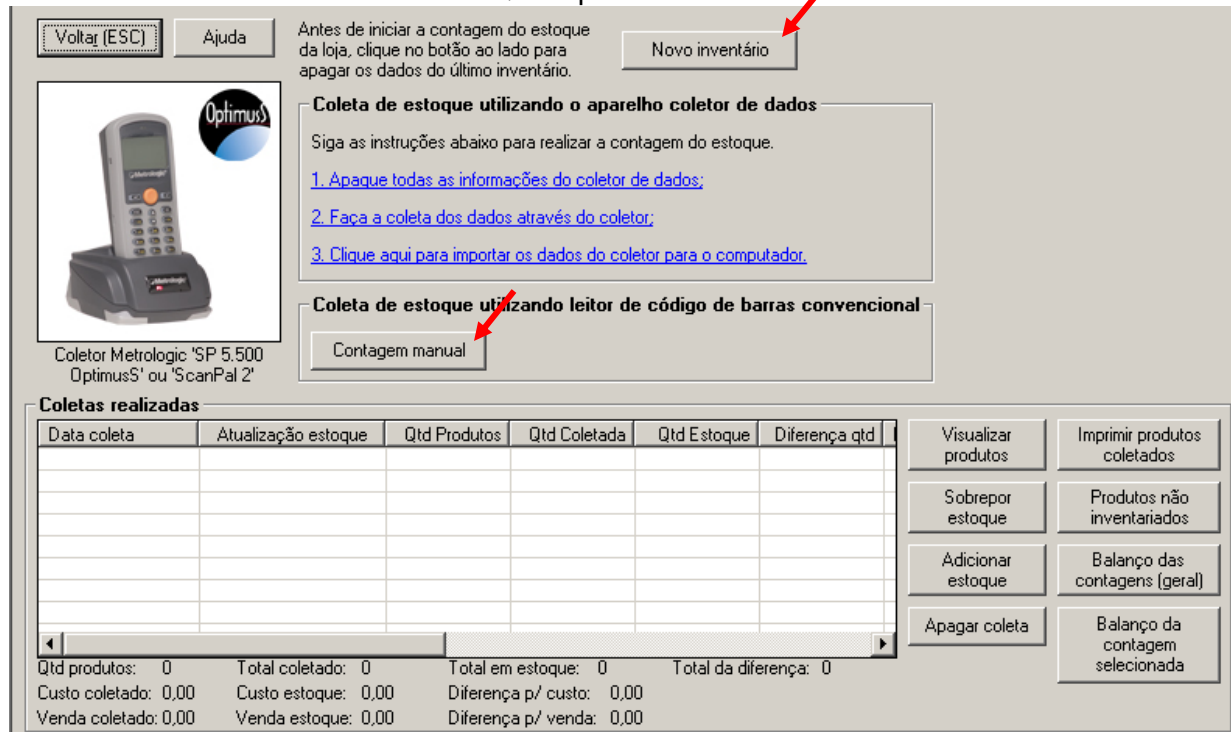 Voltar (ESC)
Ajuda
Antes de iniciar a contagem do estoque
da loja, clique no botão ao lado para
apagar os dados do último inventário.
Novo inventário
OptimusS
Coleta de estoque utilizando o aparelho coletor de dados
Siga as instruções abaixo para realizar a contagem do estoque.
1. Apaque todas as informações do coletor de dados;
2. Faça a coleta dos dados através do coletor;
3. Clique aqui para importar os dados do coletor para o computador.
Coleta de estoque utilizando leitor de código de barras convencional
Contagem manual
Coletor Metrologic 'SP 5.500
OptimusS' ou 'ScanPal 2'
Coletas realizadas
Data coleta Atualização estoque Qtd Produtos Qtd Coletada Qtd Estoque Diferença qtd
Visualizar
produtos
Imprimir produtos
coletados
Sobrepor
estoque
Produtos não
inventariados
Adicionar
estoque
Balanço das
contagens (geral)
Apagar coleta
Balanço da
contagem
selecionada
Qtd produtos: 0 Total coletado: 0 Total em estoque: 0 Total da diferença: 0
Custo coletado: 0,00 Custo estoque: 0,00 Diferença p/ custo: 0,00
Venda coletado: 0,00 Venda estoque: 0,00 Diferença p/ venda: 0,00